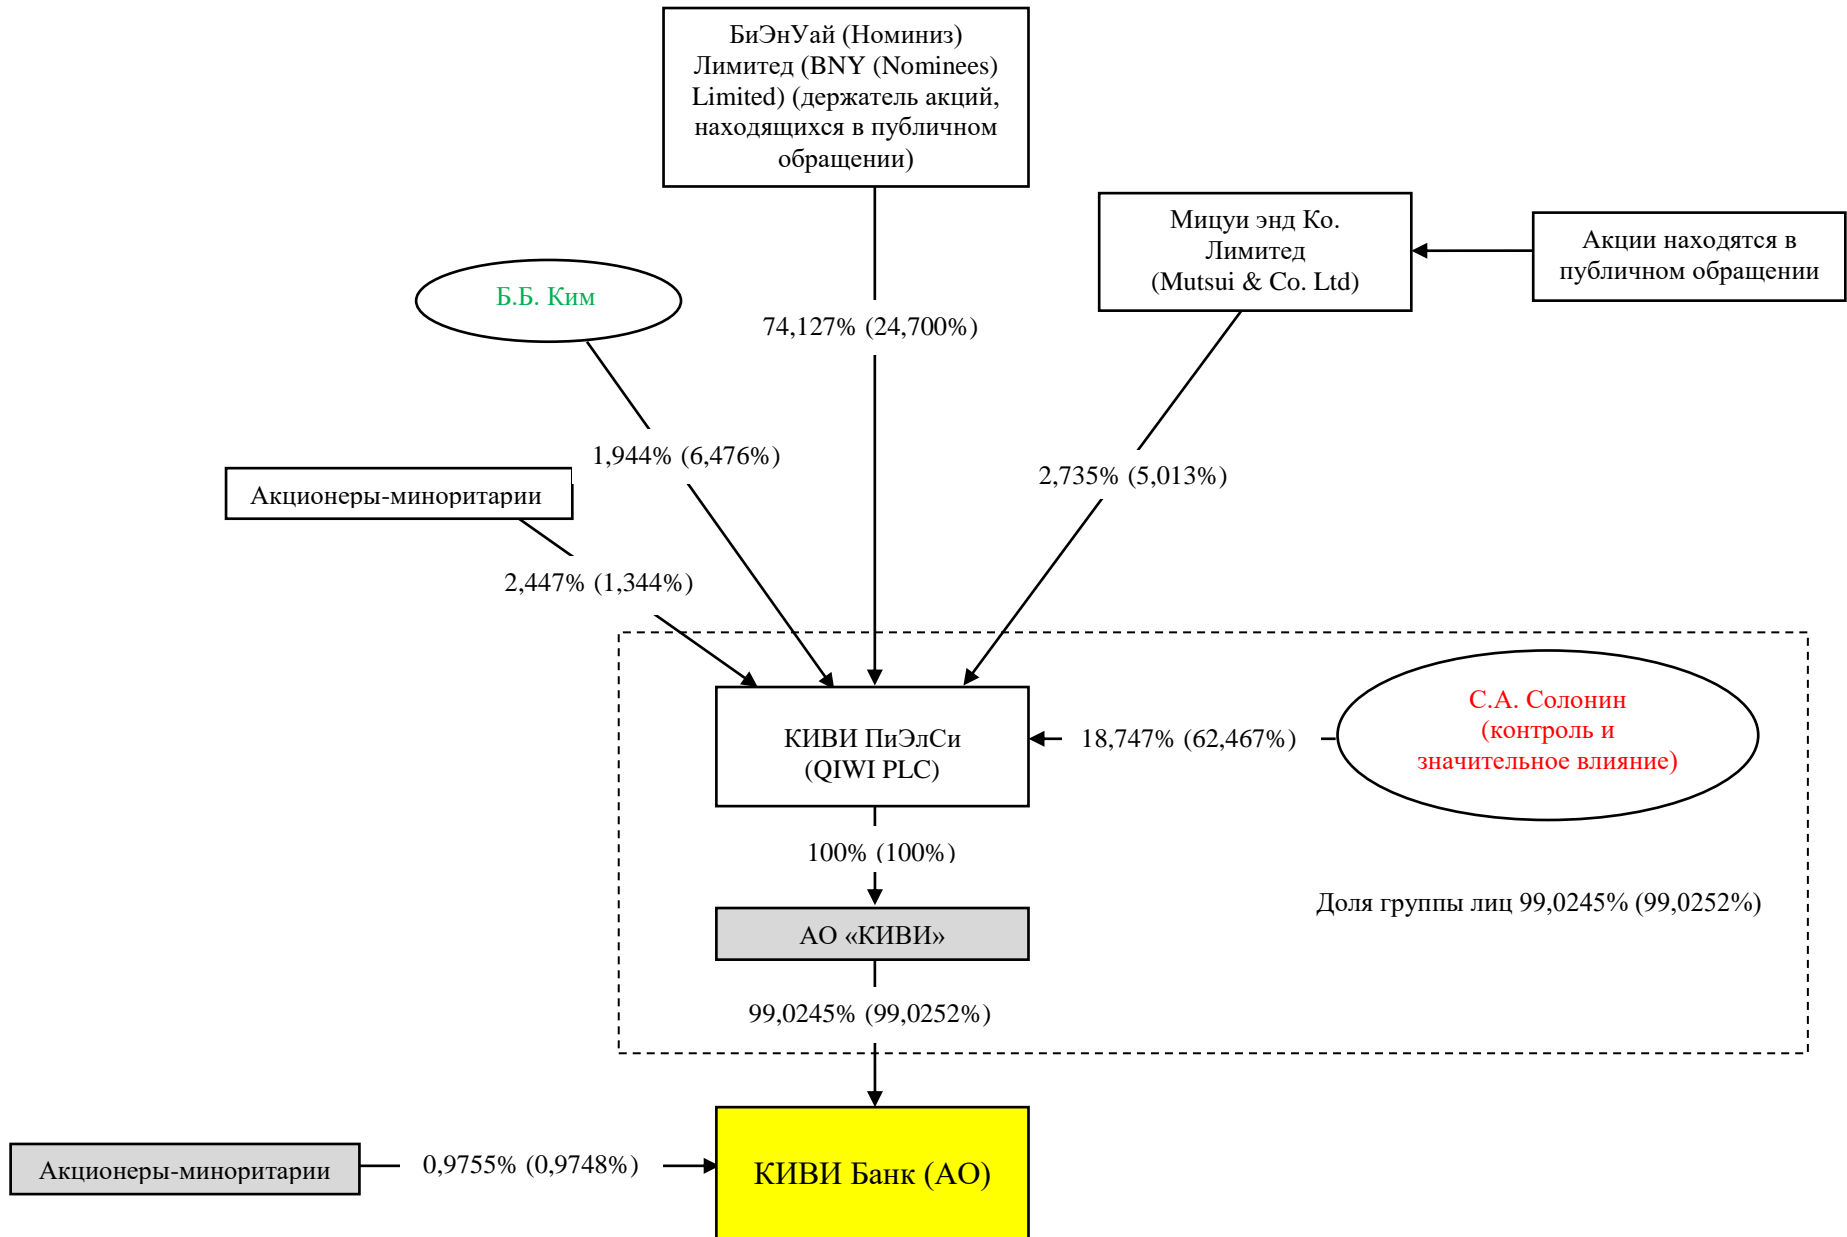 БиЭнУай (Номиниз)
Лимитед (BNY (Nominees)
Limited) (держатель акций,
находящихся в публичном
обращении)
Мицуи энд Ко.
Лимитед
(Mutsui & Co. Ltd)
Акции находятся в
публичном обращении
Б.Б. Ким
74,127% (24,700%)
1,944% (6,476%)
2,735% (5,013%)
Акционеры-миноритарии
2,447% (1,344%)
КИВИ ПиЭлСи
(QIWI PLC)
18,747% (62,467%)
С.А. Солонин
(контроль и
значительное влияние)
100% (100%)
Доля группы лиц 99,0245% (99,0252%)
АО «КИВИ»
99,0245% (99,0252%)
Акционеры-миноритарии
0,9755% (0,9748%)
КИВИ Банк (АО)